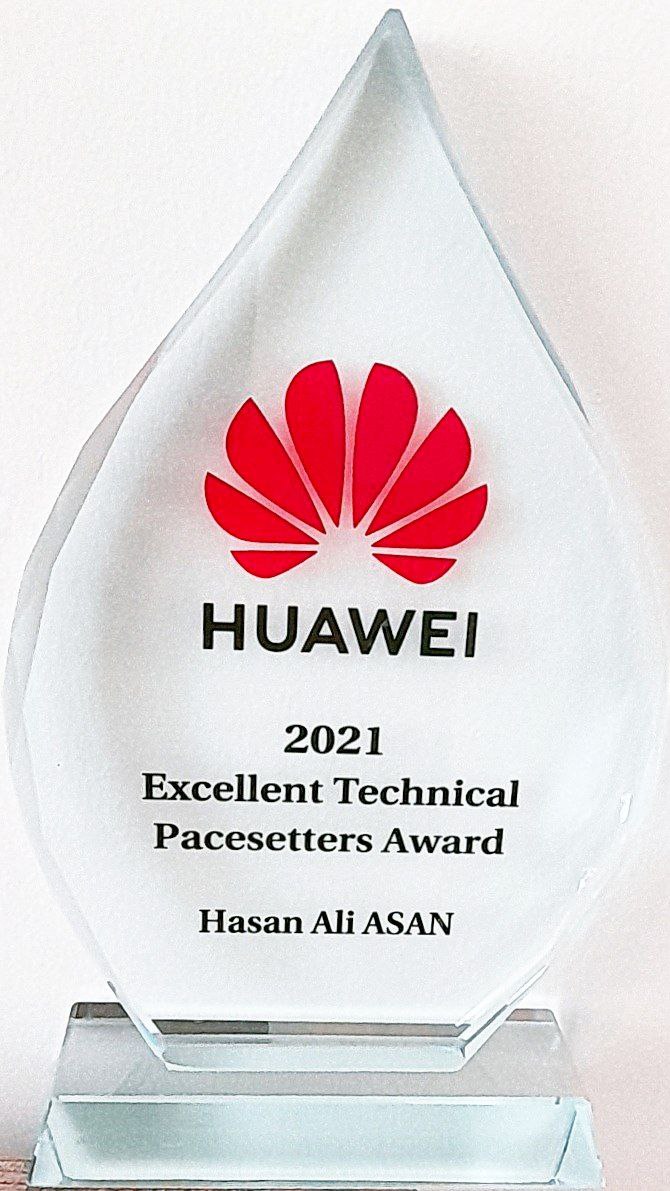 HUAWEI
2021
Excellent Technical
Pacesetters Award
Hasan Ali ASAN